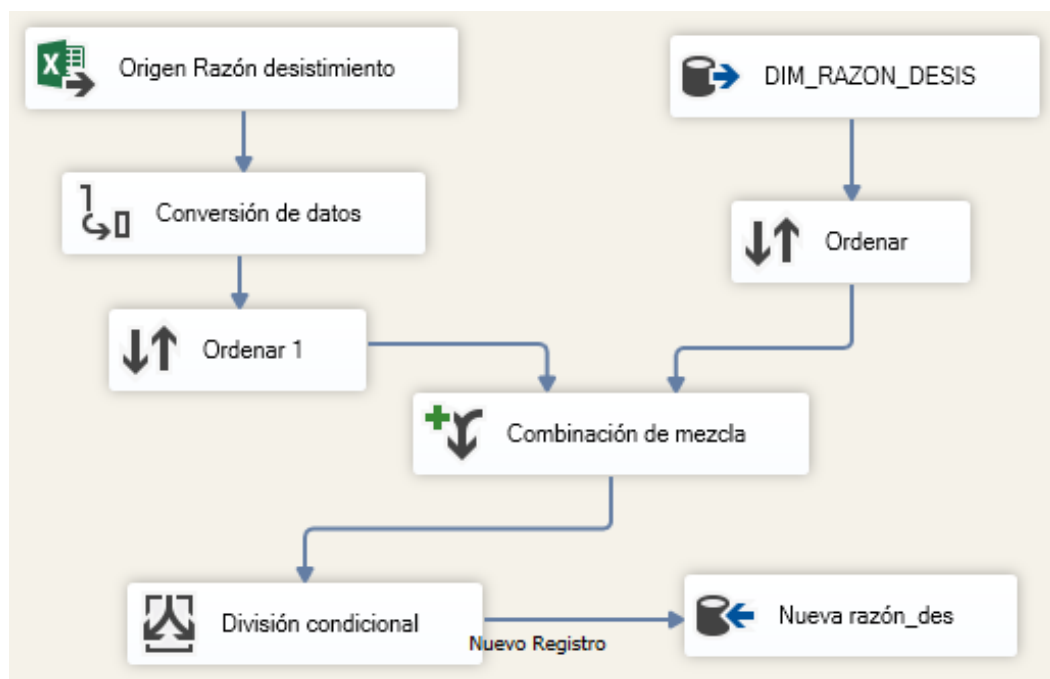 Origen Razón desistimiento
DIM_RAZON_DESIS
Conversión de datos
Ordenar
Ordenar 1
Combinación de mezcla
División condicional
Nuevo Registro
Nueva razón_des